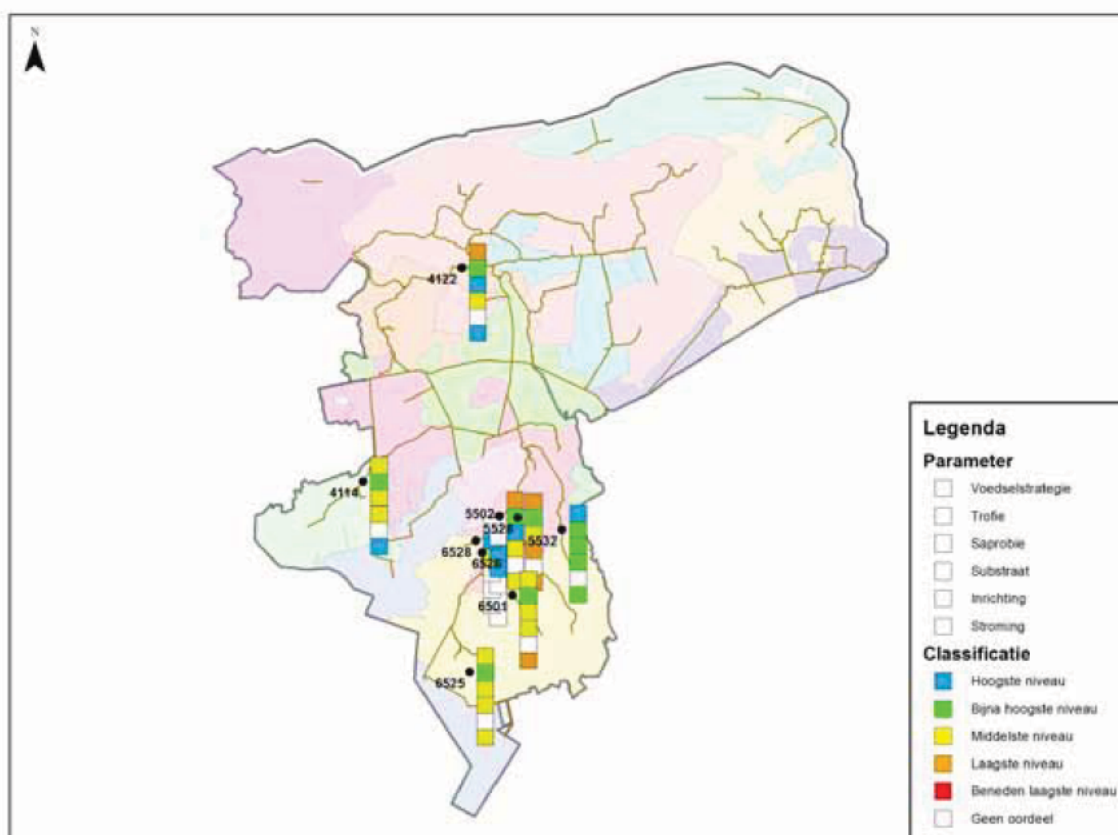 N
4122
4114
5502
5528
5532
6528
6526
6501
6525
Legenda
Parameter
Voedselstrategie
Trofie
Saprobie
Substraat
Inrichting
Stroming
Classificatie
Hoogste niveau
Bijna hoogste niveau
Middelste niveau
Laagste niveau
Beneden laagste niveau
Geen oordeel